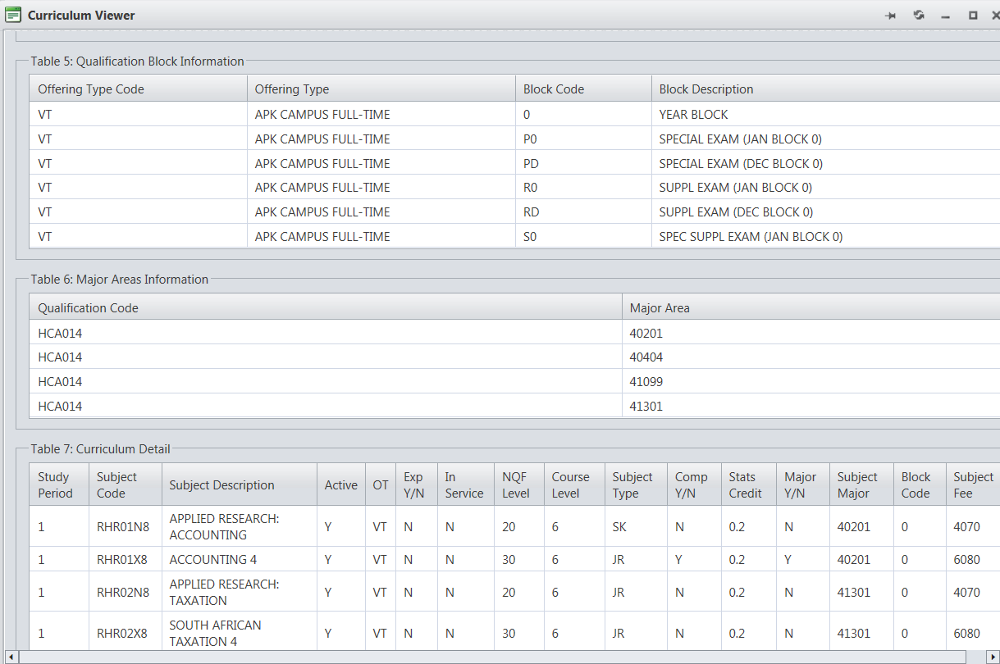 Curriculum Viewer
Table 5: Qualification Block Information
Offering Type Code Offering Type Block Code Block Description
VT APK CAMPUS FULL-TIME 0 YEAR BLOCK
VT APK CAMPUS FULL-TIME P0 SPECIAL EXAM (JAN BLOCK 0)
VT APK CAMPUS FULL-TIME PD SPECIAL EXAM (DEC BLOCK 0)
VT APK CAMPUS FULL-TIME R0 SUPPL EXAM (JAN BLOCK 0)
VT APK CAMPUS FULL-TIME RD SUPPL EXAM (DEC BLOCK 0)
VT APK CAMPUS FULL-TIME S0 SPEC SUPPL EXAM (JAN BLOCK 0)
Table 6: Major Areas Information
Qualification Code Major Area
HCA014 40201
HCA014 40404
HCA014 41099
HCA014 41301
Table 7: Curriculum Detail
Study Period Subject Code Subject Description Active OT Exp Y/N In Service NQF Level Course Level Subject Type Comp Y/N Stats Credit Major Y/N Subject Major Block Code Subject Fee
1 RHR01N8 APPLIED RESEARCH: ACCOUNTING Y VT N N 20 6 SK N 0.2 N 40201 0 4070
1 RHR01X8 ACCOUNTING 4 Y VT N N 30 6 JR Y 0.2 Y 40201 0 6080
1 RHR02N8 APPLIED RESEARCH: TAXATION Y VT N N 20 6 JR N 0.2 N 41301 0 4070
1 RHR02X8 SOUTH AFRICAN TAXATION 4 Y VT N N 30 6 JR N 0.2 N 41301 0 6080